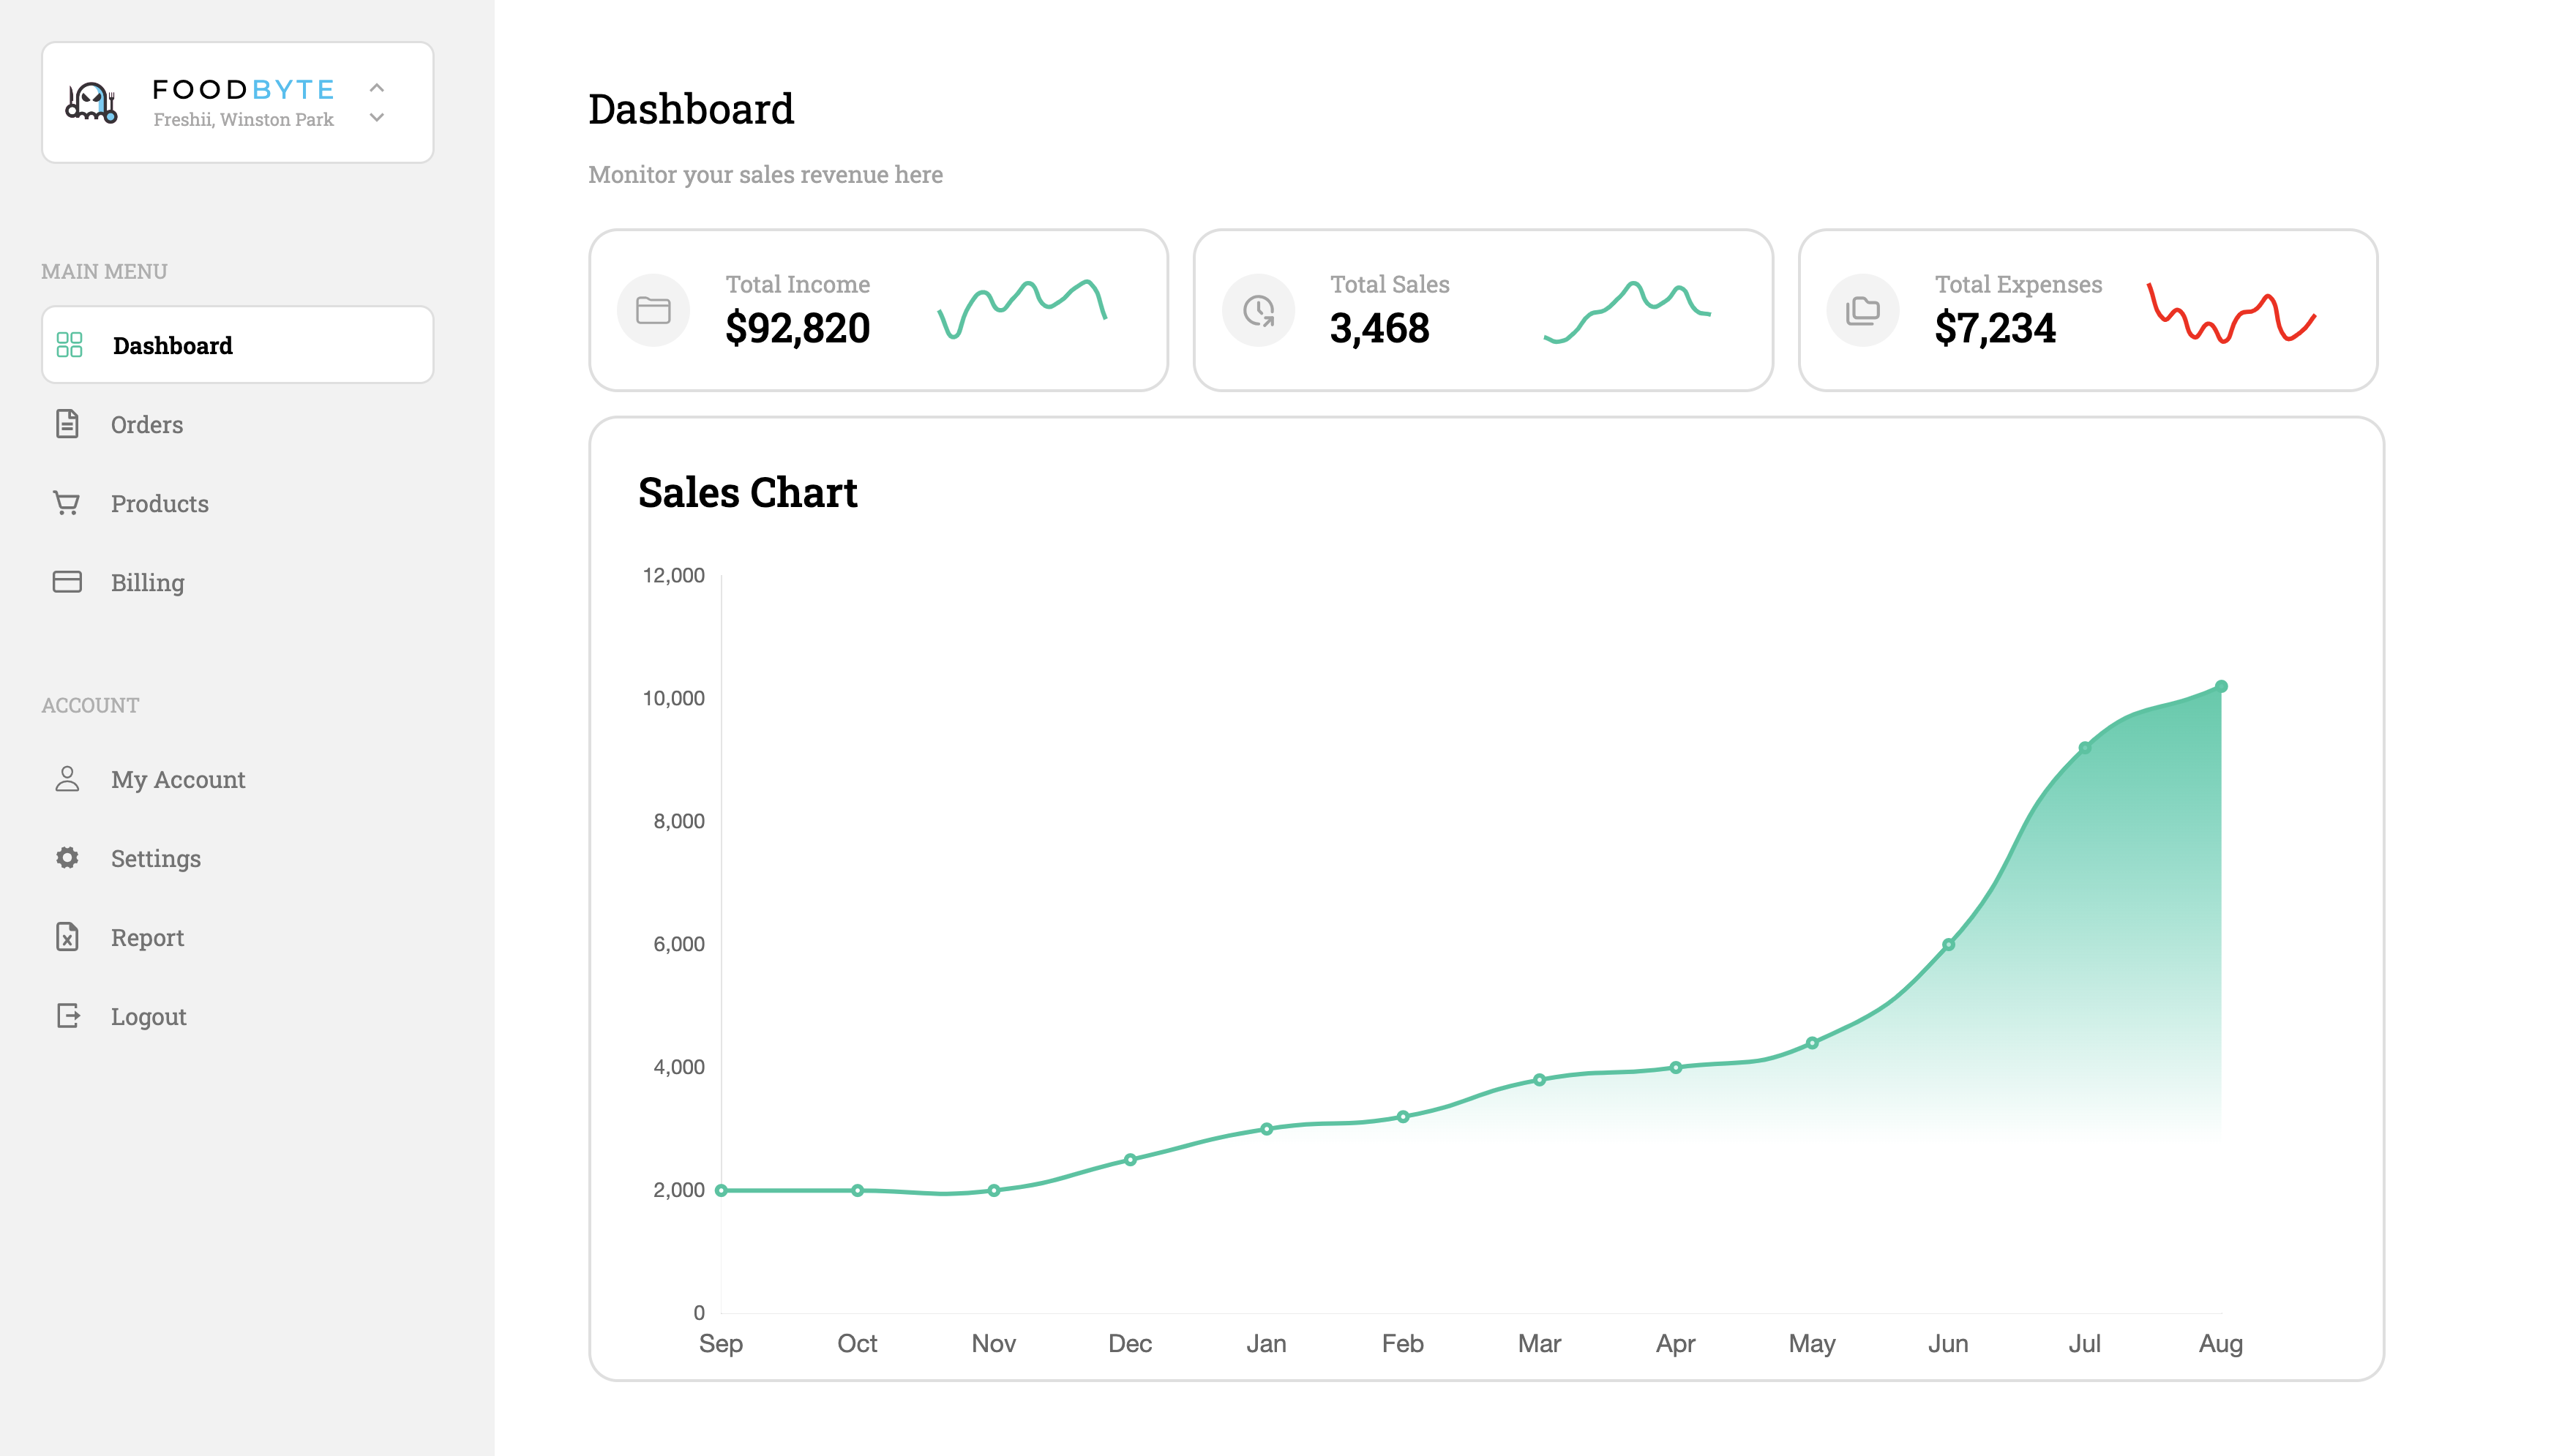 FOODBYTE
Freshii, Winston Park
MAIN MENU
Dashboard
Orders
Products
Billing
ACCOUNT
My Account
Settings
Report
Logout
Dashboard
Monitor your sales revenue here
Total Income
$92,820
Total Sales
3,468
Total Expenses
$7,234
Sales Chart
12,000
10,000
8,000
6,000
4,000
2,000
0
Sep Oct Nov Dec Jan Feb Mar Apr May Jun Jul Aug